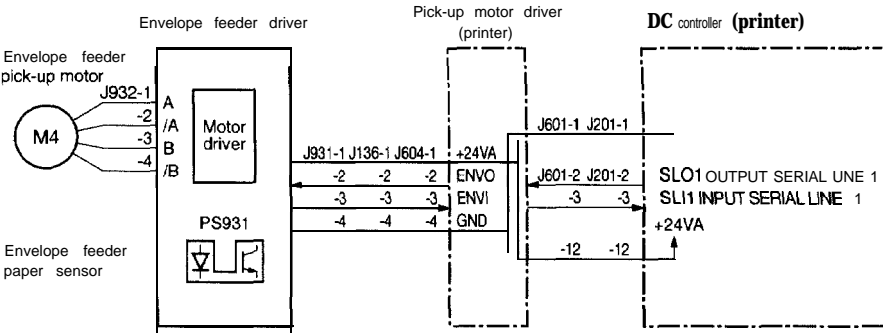 Envelope feeder driver
Pick-up motor driver
(printer)
DC controller (printer)
Envelope feeder
pick-up motor
M4
J932-1
-2
-3
-4
A
/A
B
/B
Motor
driver
PS931
Envelope feeder
paper sensor
J931-1 J136-1 J604-1 +24VA
-2 -2 -2 ENVO
-3 -3 -3 ENVI
-4 -4 -4 GND
J601-1 J201-1
J601-2 J201-2 SLO1 OUTPUT SERIAL UNE 1
-3 -3 SLI1 INPUT SERIAL LINE 1
+24VA
-12 -12